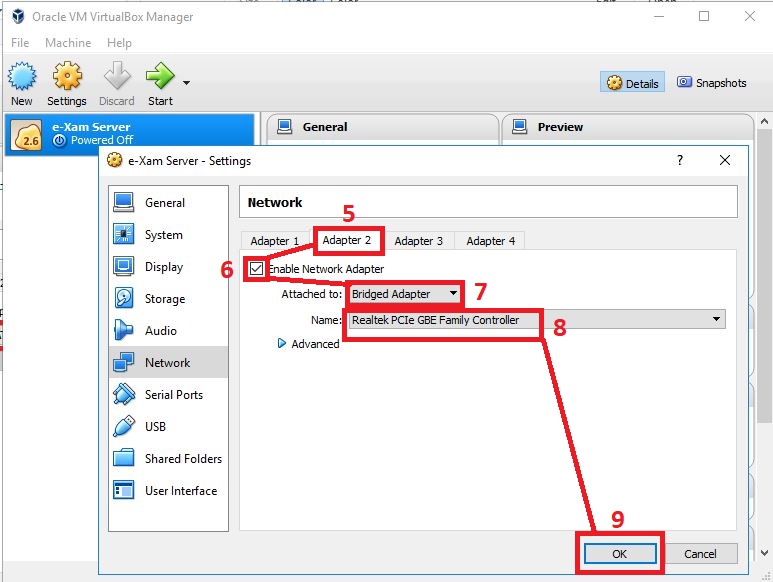 Oracle VM VirtualBox Manager
File Machine Help
New Settings Discard Start
Details Snapshots
2.6
e-Xam Server
Powered Off
General
Preview
e-Xam Server - Settings
?
General
System
Display
Storage
Audio
Network
Serial Ports
USB
Shared Folders
User Interface
Network
5
Adapter 1 Adapter 2 Adapter 3 Adapter 4
6 Enable Network Adapter
Attached to: Bridged Adapter 7
Name: Realtek PCIe GBE Family Controller 8
Advanced
9
OK Cancel